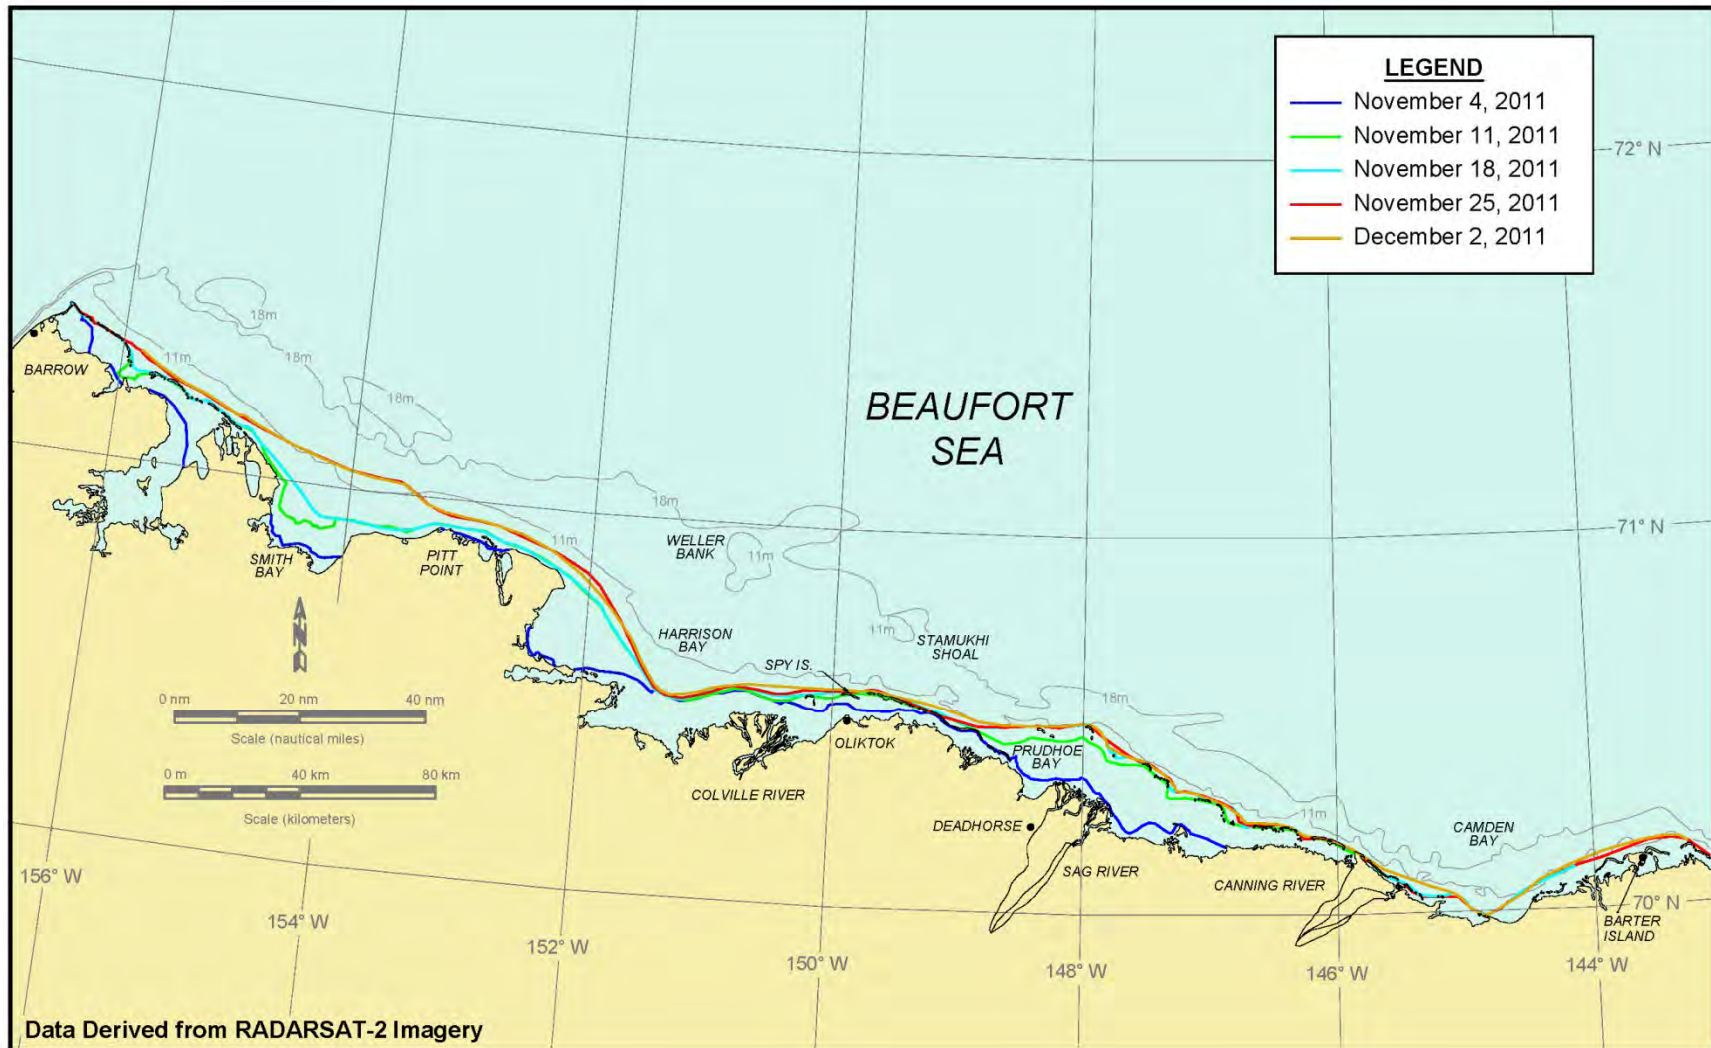 LEGEND
November 4, 2011
November 11, 2011
November 18, 2011
November 25, 2011
December 2, 2011
72° N
18m
11m
18m
BARROW
18m
BEAUFORT
SEA
18m
71° N
WELLER
BANK
11m
11m
SMITH
BAY
PITT
POINT
N
HARRISON
BAY
11m
STAMUKHI
SHOAL
SPY IS.
18m
0 nm 20 nm 40 nm
Scale (nautical miles)
OLIKTOK
PRUDHOE
BAY
0 m 40 km 80 km
Scale (kilometers)
COLVILLE RIVER
DEADHORSE
11m
CAMDEN
BAY
SAG RIVER
CANNING RIVER
70° N
BARTER
ISLAND
156° W
154° W
152° W
150° W
148° W
146° W
144° W
Data Derived from RADARSAT-2 Imagery